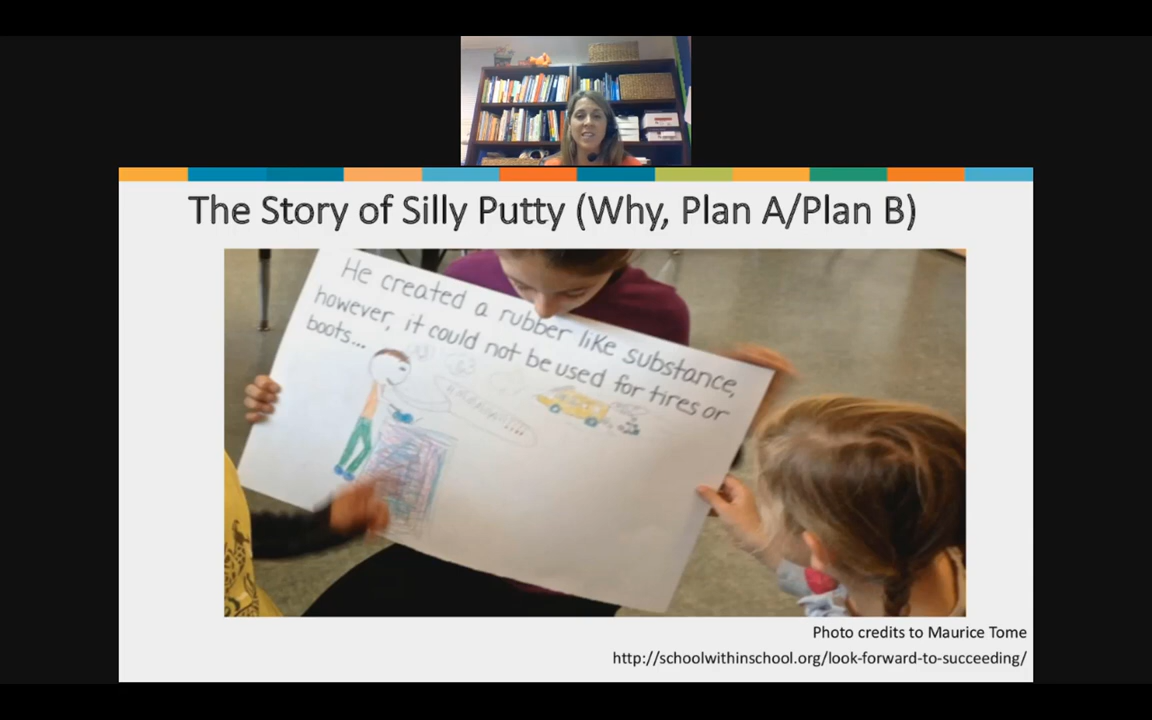 The Story of Silly Putty (Why, Plan A/Plan B)
He created a rubber like substance,
however, it could not be used for tires or
boots...
Photo credits to Maurice Tome
http://schoolwithinschool.org/look-forward-to-succeeding/